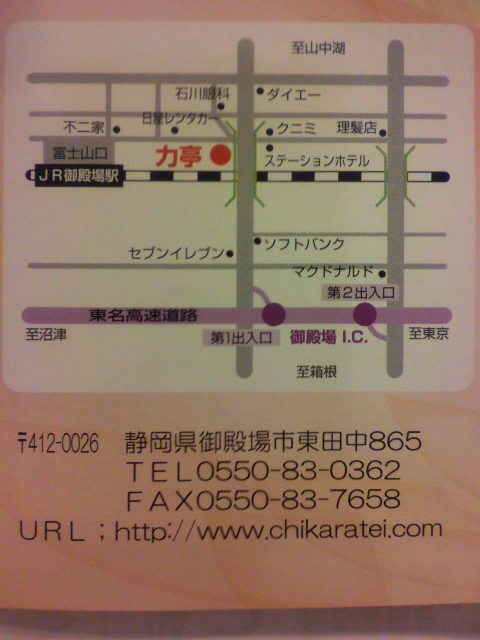 至山中湖
石川眼科
ダイエー
日産レンタカー
不二家
クニミ
理髪店
富士山口
力亭
ステーションホテル
JR御殿場駅
ソフトバンク
セブンイレブン
マクドナルド
第2出入口
東名高速道路
至沼津
第1出入口
御殿場 I.C.
至東京
至箱根
〒412-0026 静岡県御殿場市東田中865
TEL0550-83-0362
FAX0550-83-7658
URL;http://www.chikaratei.com